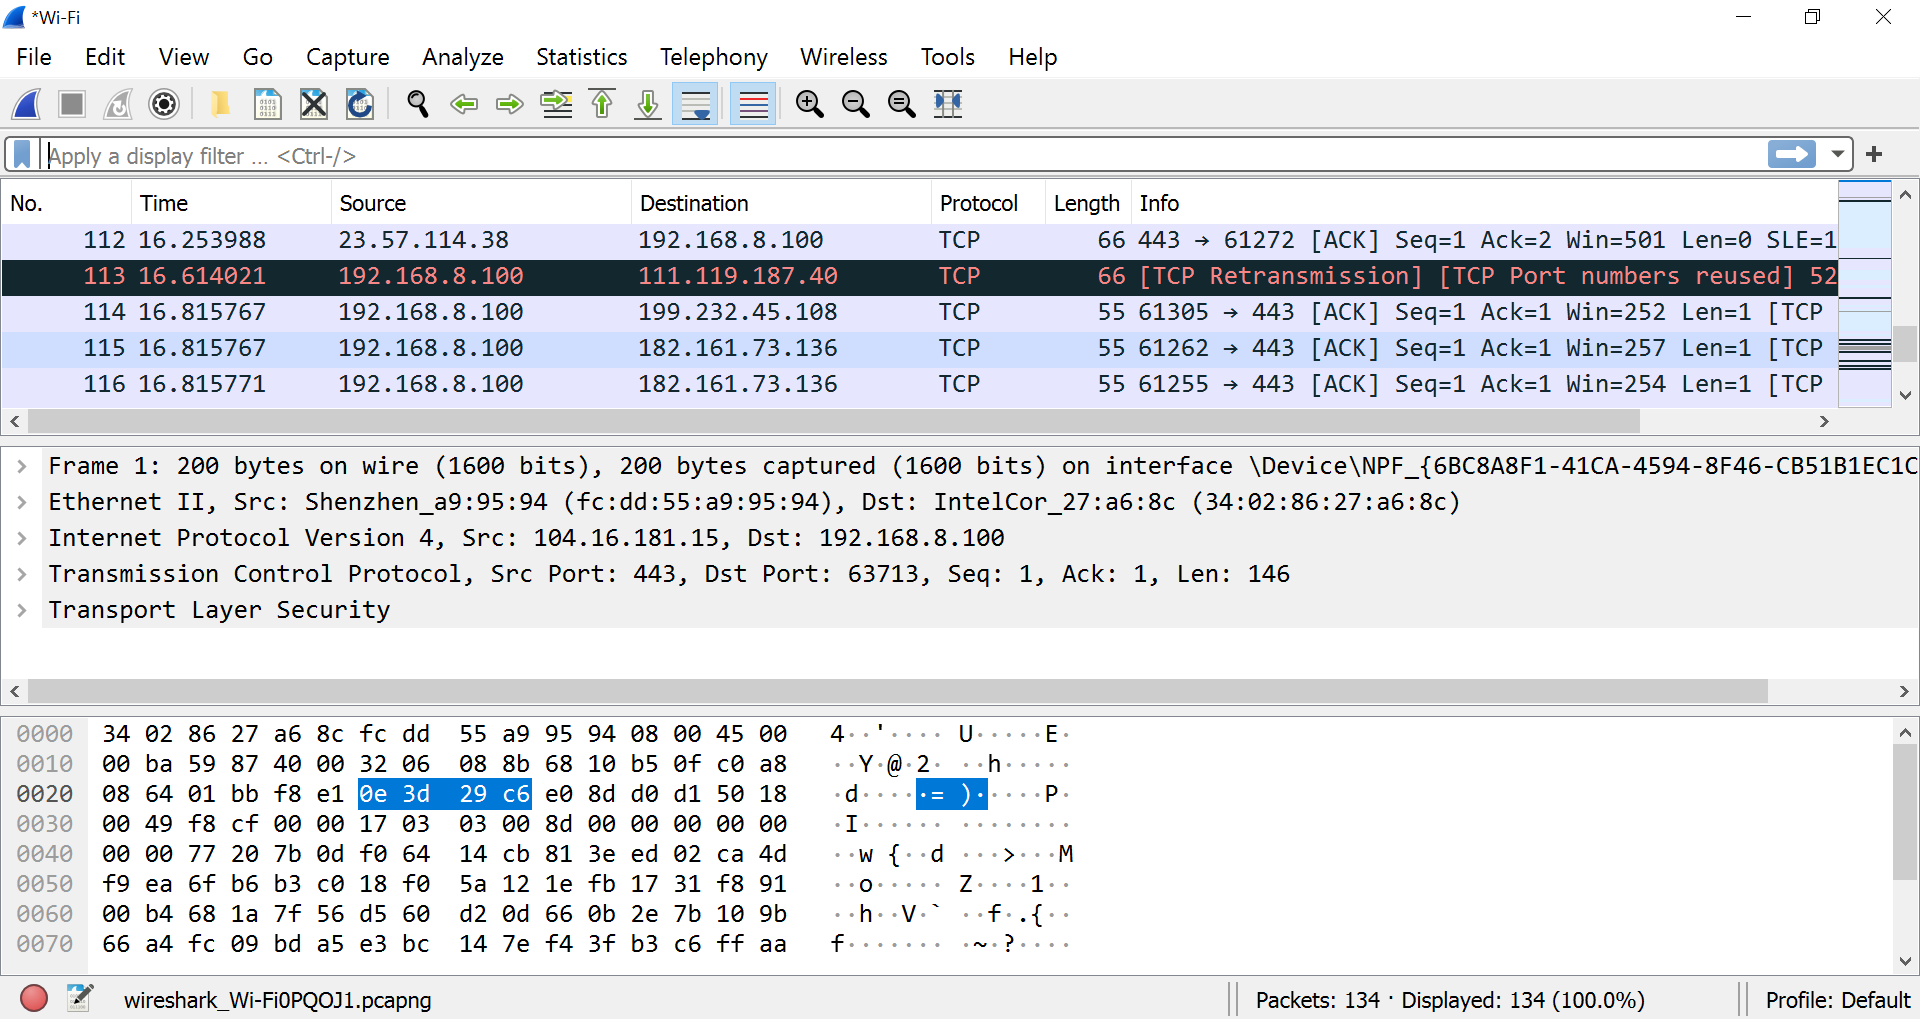 *Wi-Fi
File Edit View Go Capture Analyze Statistics Telephony Wireless Tools Help
Apply a display filter ... <Ctrl-/>
No. Time Source Destination Protocol Length Info
112 16.253988 23.57.114.38 192.168.8.100 TCP 66 443 → 61272 [ACK] Seq=1 Ack=2 Win=501 Len=0 SLE=1
113 16.614021 192.168.8.100 111.119.187.40 TCP 66 [TCP Retransmission] [TCP Port numbers reused] 52
114 16.815767 192.168.8.100 199.232.45.108 TCP 55 61305 → 443 [ACK] Seq=1 Ack=1 Win=252 Len=1 [TCP
115 16.815767 192.168.8.100 182.161.73.136 TCP 55 61262 → 443 [ACK] Seq=1 Ack=1 Win=257 Len=1 [TCP
116 16.815771 192.168.8.100 182.161.73.136 TCP 55 61255 → 443 [ACK] Seq=1 Ack=1 Win=254 Len=1 [TCP
Frame 1: 200 bytes on wire (1600 bits), 200 bytes captured (1600 bits) on interface \Device\NPF_{6BC8A8F1-41CA-4594-8F46-CB51B1EC1C
Ethernet II, Src: Shenzhen_a9:95:94 (fc:dd:55:a9:95:94), Dst: IntelCor_27:a6:8c (34:02:86:27:a6:8c)
Internet Protocol Version 4, Src: 104.16.181.15, Dst: 192.168.8.100
Transmission Control Protocol, Src Port: 443, Dst Port: 63713, Seq: 1, Ack: 1, Len: 146
Transport Layer Security
0000 34 02 86 27 a6 8c fc dd 55 a9 95 94 08 00 45 00 4··'···· U·····E·
0010 00 ba 59 87 40 00 32 06 08 8b 68 10 b5 0f c0 a8 ··Y·@·2· ··h·····
0020 08 64 01 bb f8 e1 0e 3d 29 c6 e0 8d d0 d1 50 18 ·d·····= )·····P·
0030 00 49 f8 cf 00 00 17 03 03 00 8d 00 00 00 00 00 ·I······ ········
0040 00 00 77 20 7b 0d f0 64 14 cb 81 3e ed 02 ca 4d ··w {··d ···>···M
0050 f9 ea 6f b6 b3 c0 18 f0 5a 12 1e fb 17 31 f8 91 ··o····· Z····1··
0060 00 b4 68 1a 7f 56 d5 60 d2 0d 66 0b 2e 7b 10 9b ··h··V·` ··f·.{··
0070 66 a4 fc 09 bd a5 e3 bc 14 7e f4 3f b3 c6 ff aa f······· ·~·?····
wireshark_Wi-Fi0PQOJ1.pcapng Packets: 134 · Displayed: 134 (100.0%) Profile: Default